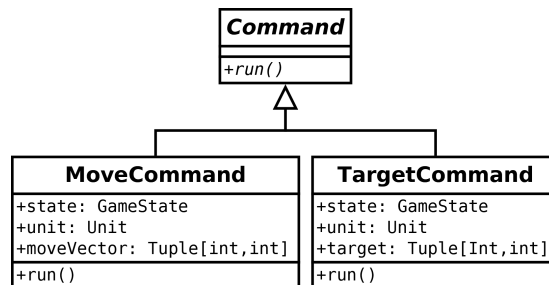 Command
+run()
MoveCommand
+state: GameState
+unit: Unit
+moveVector: Tuple[int,int]
+run()
TargetCommand
+state: GameState
+unit: Unit
+target: Tuple[Int,int]
+run()